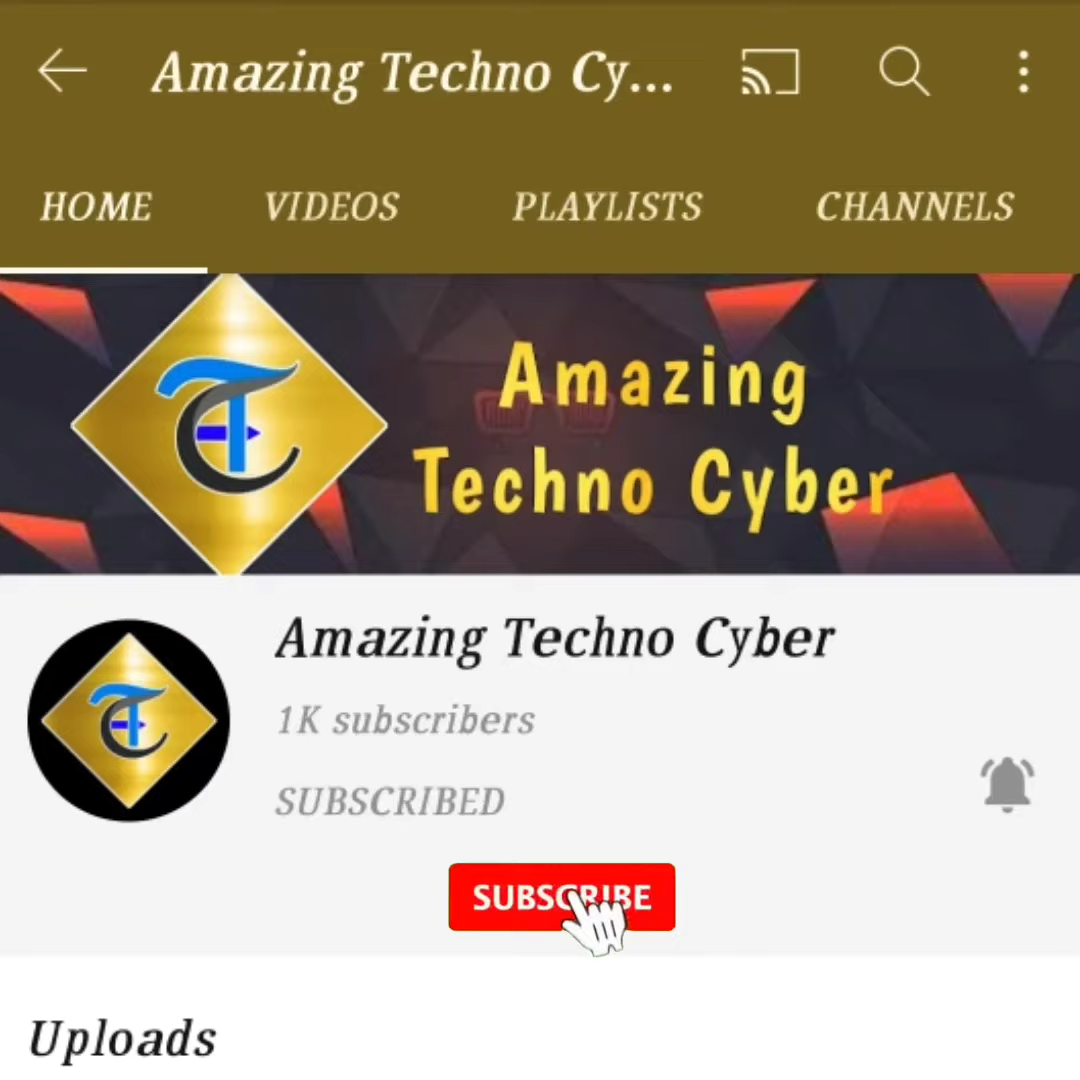 Amazing Techno Cy...
HOME VIDEOS PLAYLISTS CHANNELS
Amazing
Techno Cyber
Amazing Techno Cyber
1K subscribers
SUBSCRIBED
SUBSCRIBE
Uploads